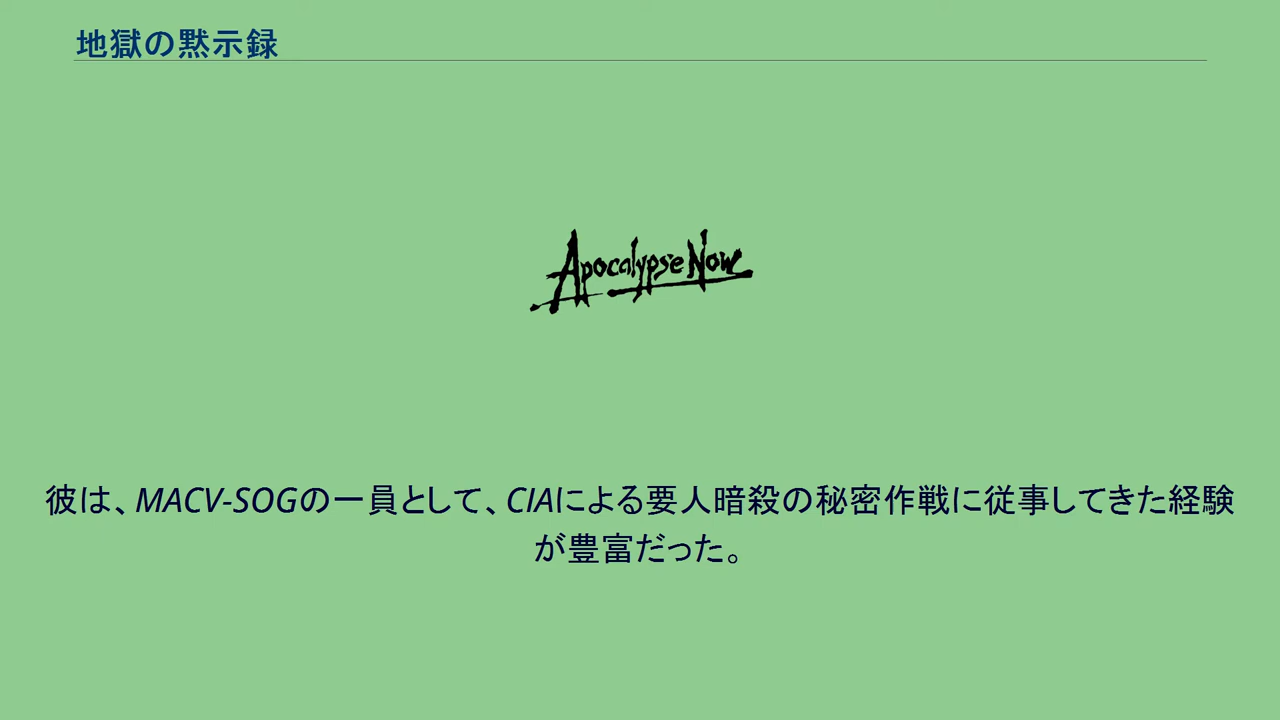 地獄の黙示録
Apocalypse Now
彼は、MACV-SOGの一員として、CIAによる要人暗殺の秘密作戦に従事してきた経験
が豊富だった。